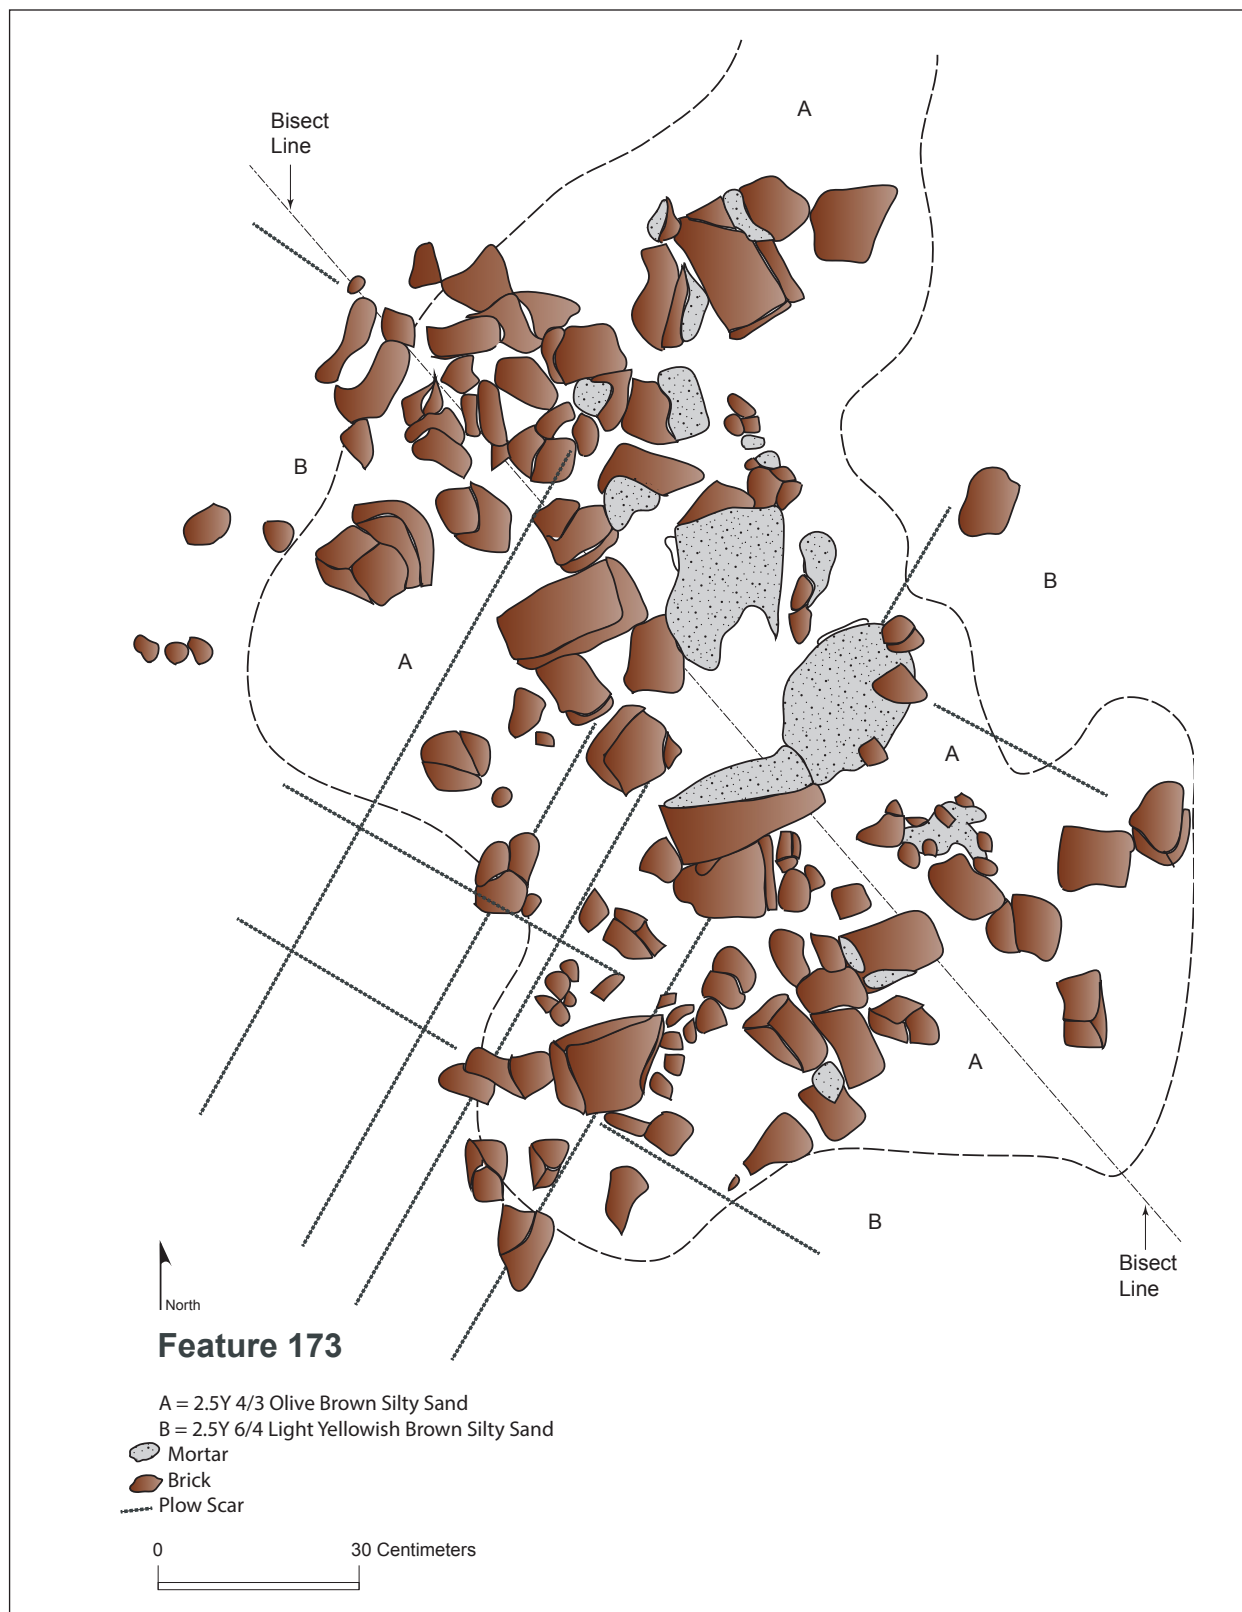 A
Bisect
Line
B
B
A
A
A
B
Bisect
Line
North
Feature 173
A = 2.5Y 4/3 Olive Brown Silty Sand
B = 2.5Y 6/4 Light Yellowish Brown Silty Sand
Mortar
Brick
Plow Scar
0 30 Centimeters